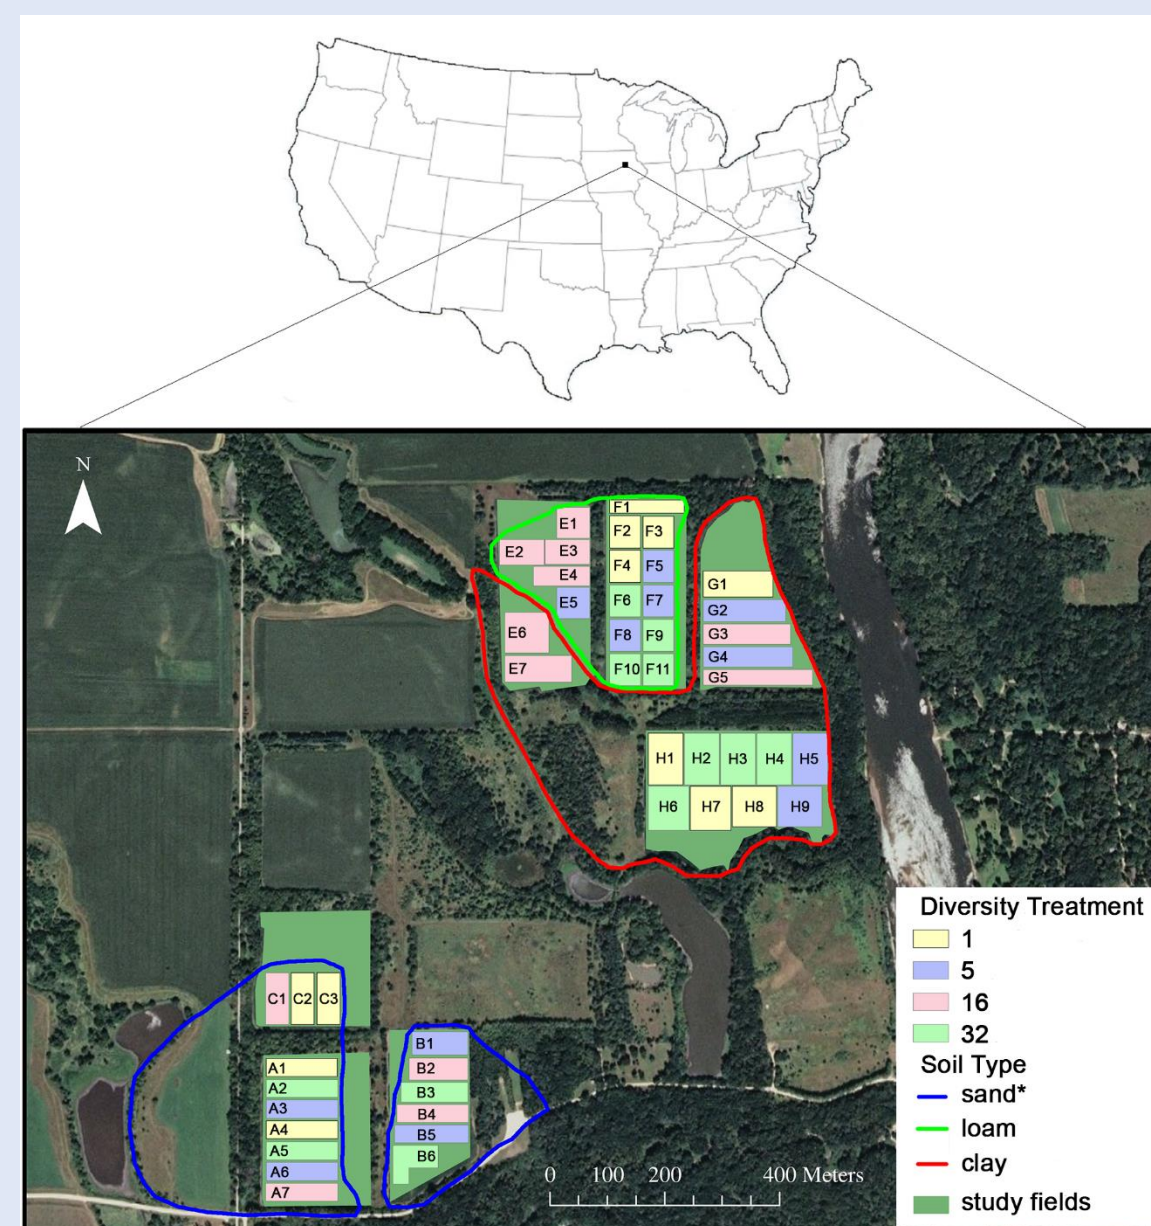 N
E1
E2
E3
E4
E5
E6
E7
F1
F2
F3
F4
F5
F6
F7
F8
F9
F10
F11
G1
G2
G3
G4
G5
H1
H2
H3
H4
H5
H6
H7
H8
H9
C1
C2
C3
A1
A2
A3
A4
A5
A6
A7
B1
B2
B3
B4
B5
B6
0 100 200 400 Meters
Diversity Treatment
1
5
16
32
Soil Type
sand*
loam
clay
study fields